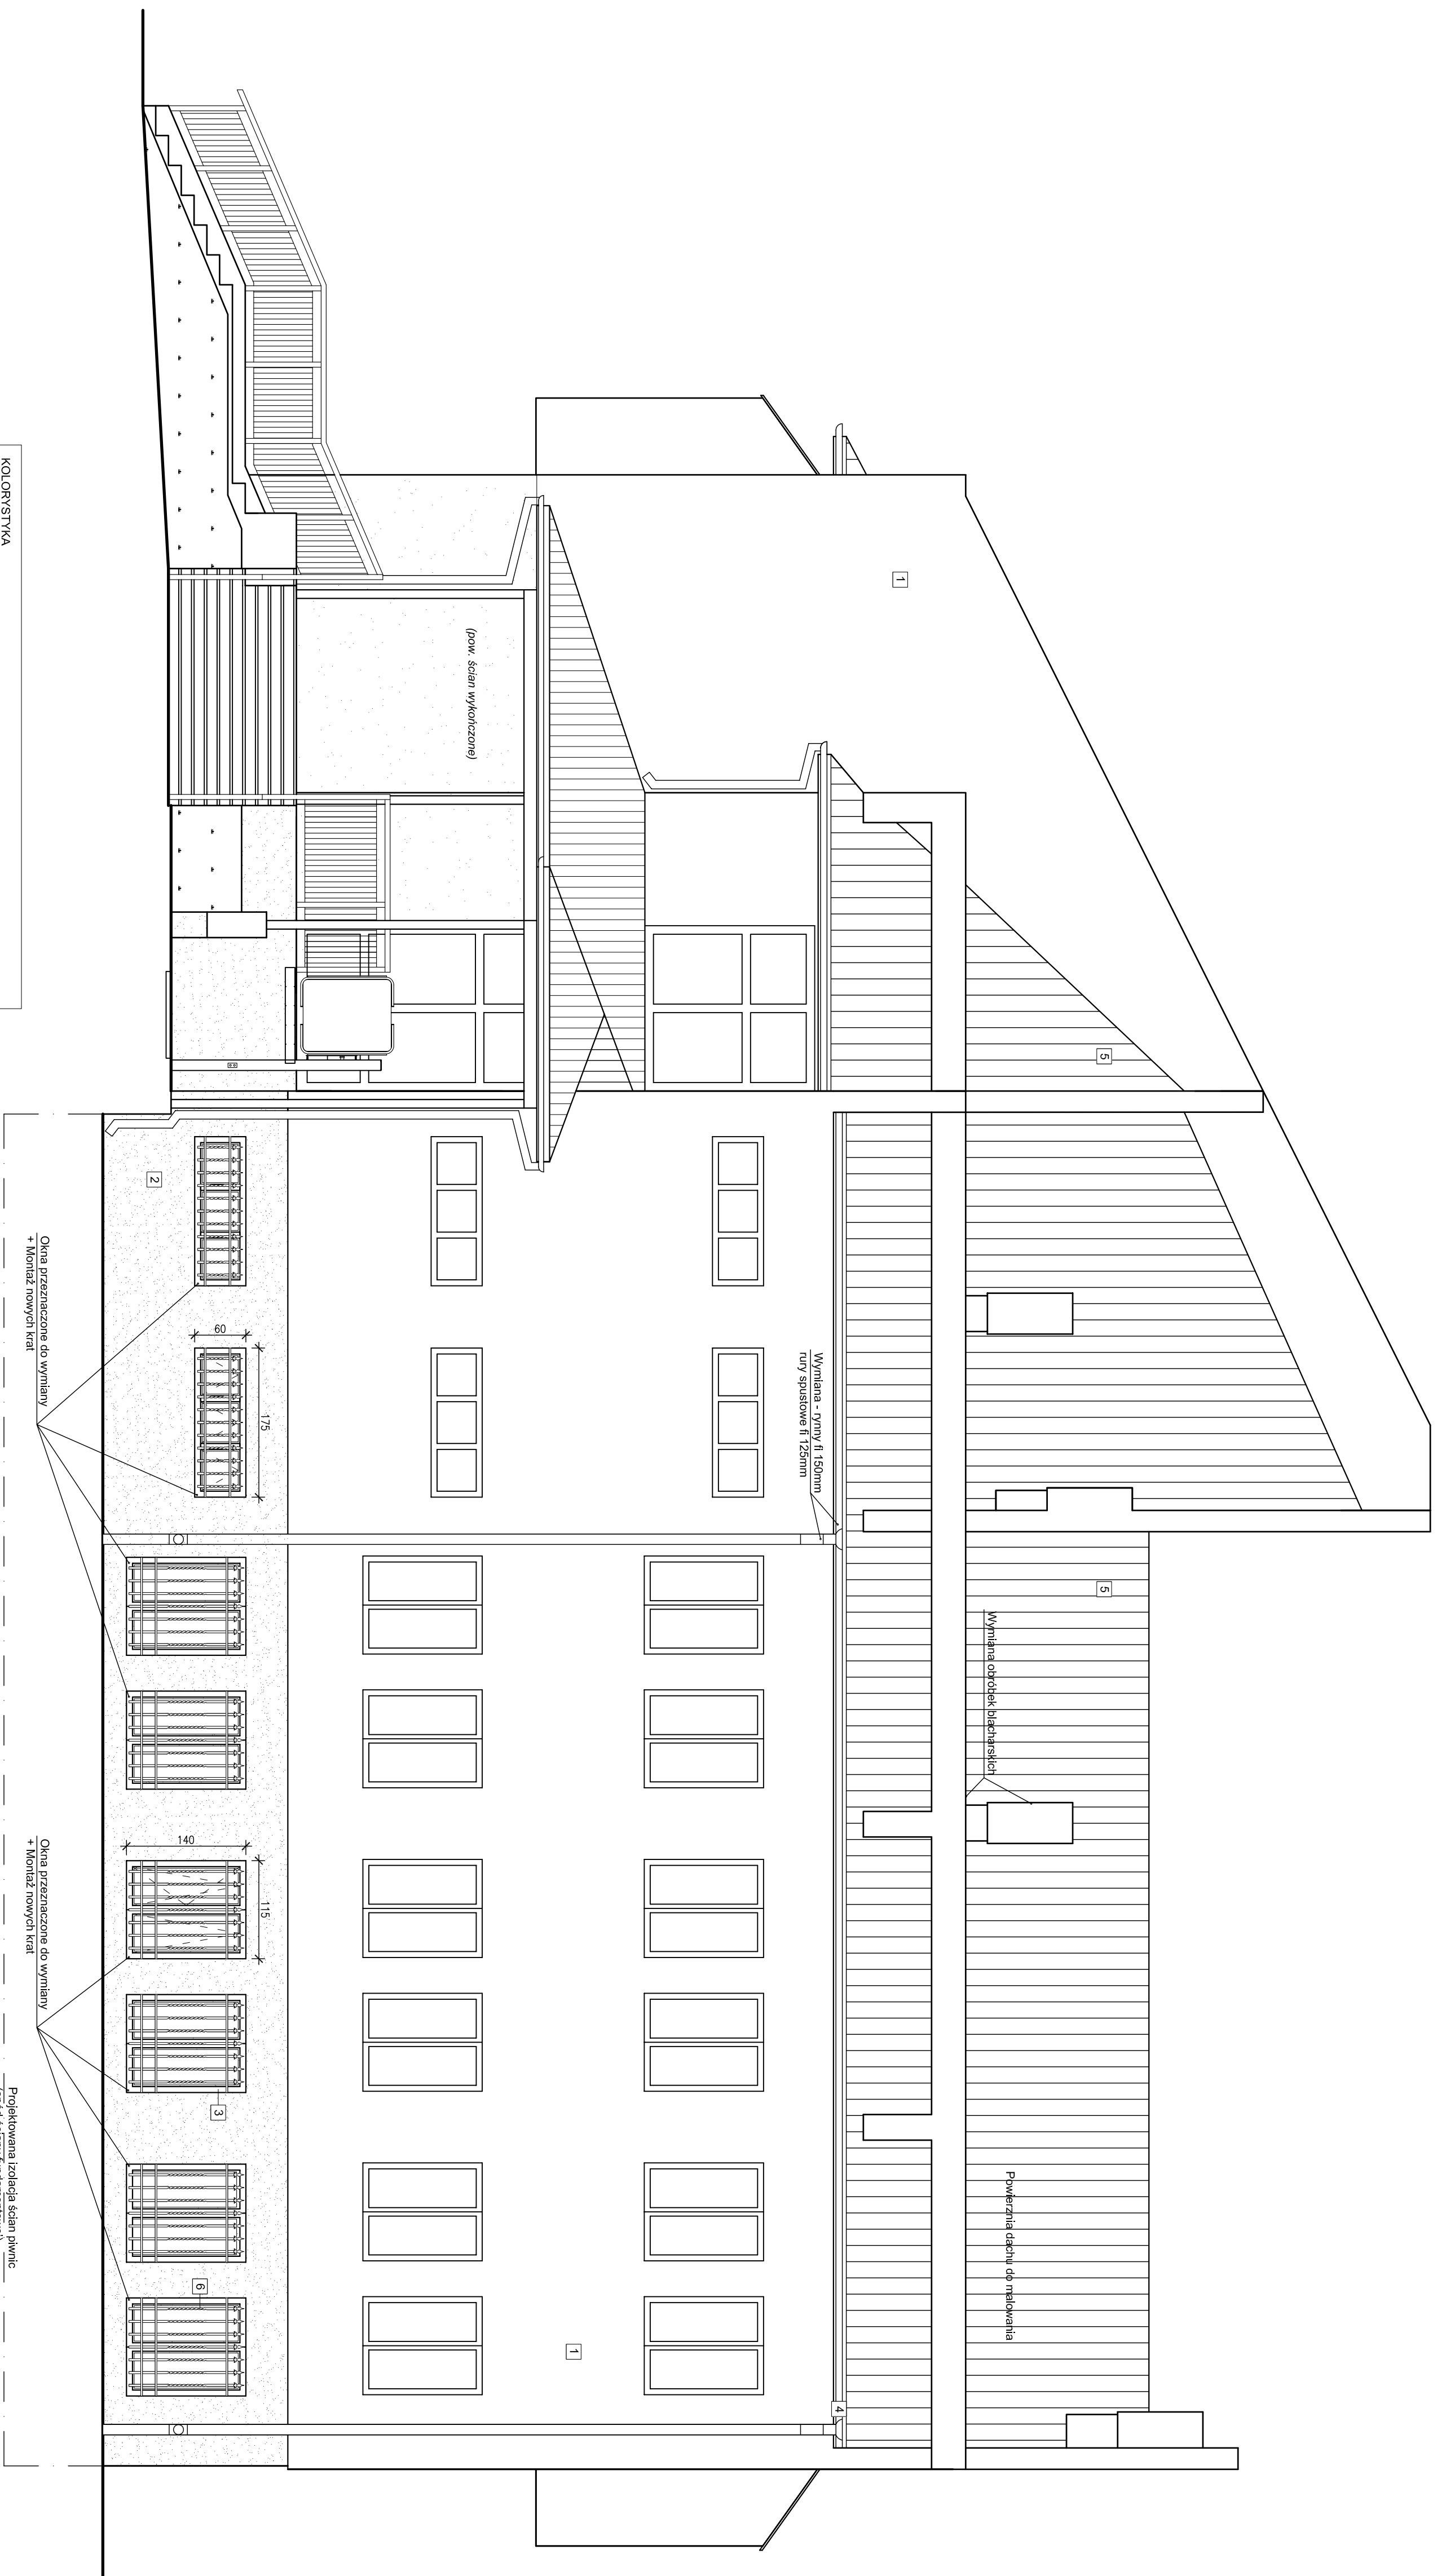 1
5
5
Wymiana obróbek blacharskich
Powierznia dachu do malowania
Wymiana - rynny fi 150mm
rury spustowe fi 125mm
4
1
(pow. ścian wykończone)
175
60
115
140
3
6
2
Okna przeznaczone do wymiany
+ Montaż nowych krat
Okna przeznaczone do wymiany
+ Montaż nowych krat
Projektowana izolacja ścian piwnic
KOLORYSTYKA